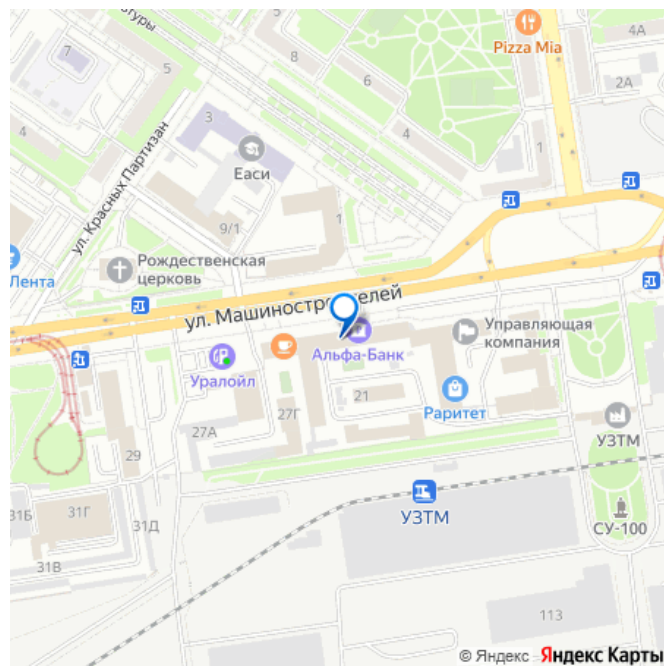 4А
Pizza Mia
2А
7
5
8
6
4
4
1
ул. Красных Партизан
3
Еаси
9/1
1
Рождественская
церковь
Лента
ул. Машиностроителей
Альфа-Банк
Управляющая
компания
Уралойл
21
Раритет
27Г
27А
УЗТМ
29
УЗТМ
31Б
31Г
31Д
СУ-100
31В
113
© Яндекс Яндекс Карты